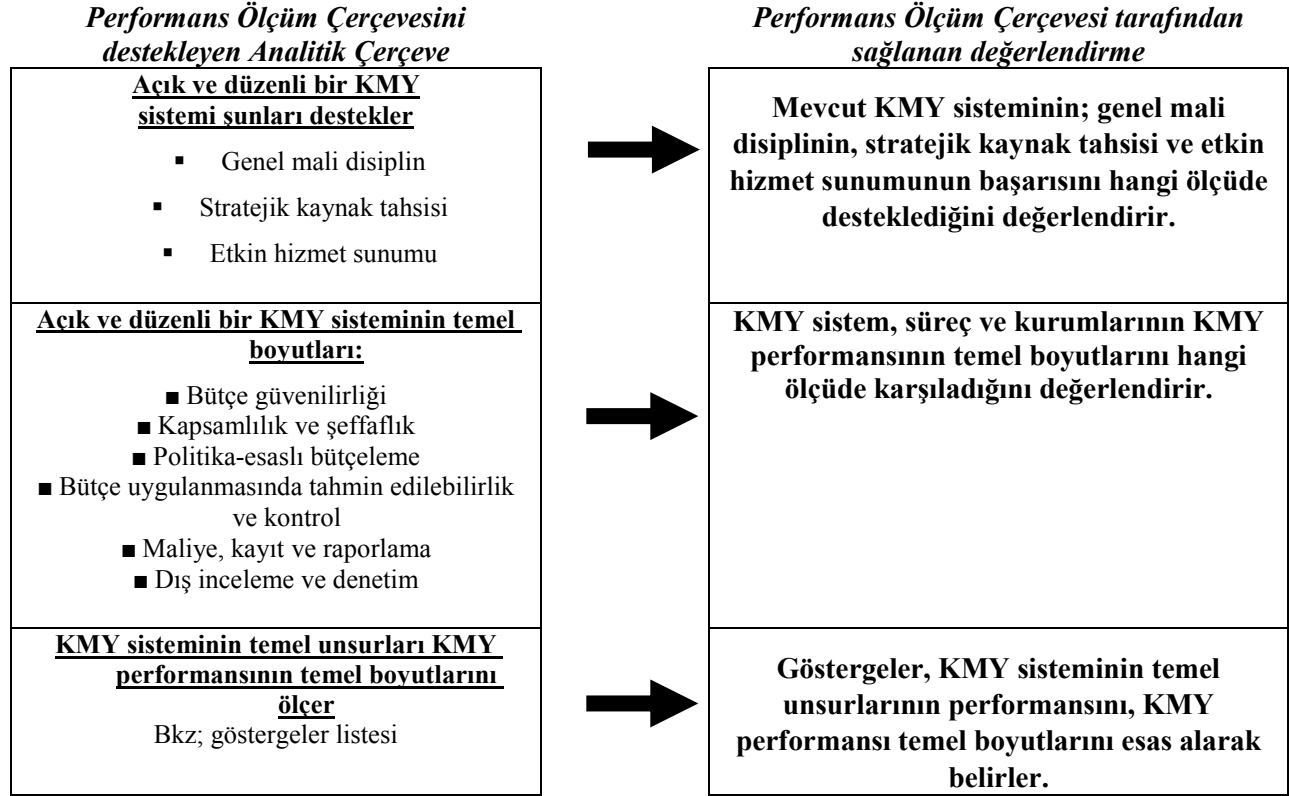 Performans Ölçüm Çerçevesini
destekleyen Analitik Çerçeve
Açık ve düzenli bir KMY
sistemi şunları destekler
▪ Genel mali disiplin
▪ Stratejik kaynak tahsisi
▪ Etkin hizmet sunumu
Açık ve düzenli bir KMY sisteminin temel
boyutları:
■ Bütçe güvenilirliği
■ Kapsamlılık ve şeffaflık
■ Politika-esaslı bütçeleme
■ Bütçe uygulanmasında tahmin edilebilirlik
ve kontrol
■ Maliye, kayıt ve raporlama
■ Dış inceleme ve denetim
KMY sisteminin temel unsurları KMY
performansının temel boyutlarını
ölçer
Bkz; göstergeler listesi
Performans Ölçüm Çerçevesi tarafından
sağlanan değerlendirme
Mevcut KMY sisteminin; genel mali
disiplinin, stratejik kaynak tahsisi ve etkin
hizmet sunumunun başarısını hangi ölçüde
desteklediğini değerlendirir.
KMY sistem, süreç ve kurumlarının KMY
performansının temel boyutlarını hangi
ölçüde karşıladığını değerlendirir.
Göstergeler, KMY sisteminin temel
unsurlarının performansını, KMY
performansı temel boyutlarını esas alarak
belirler.